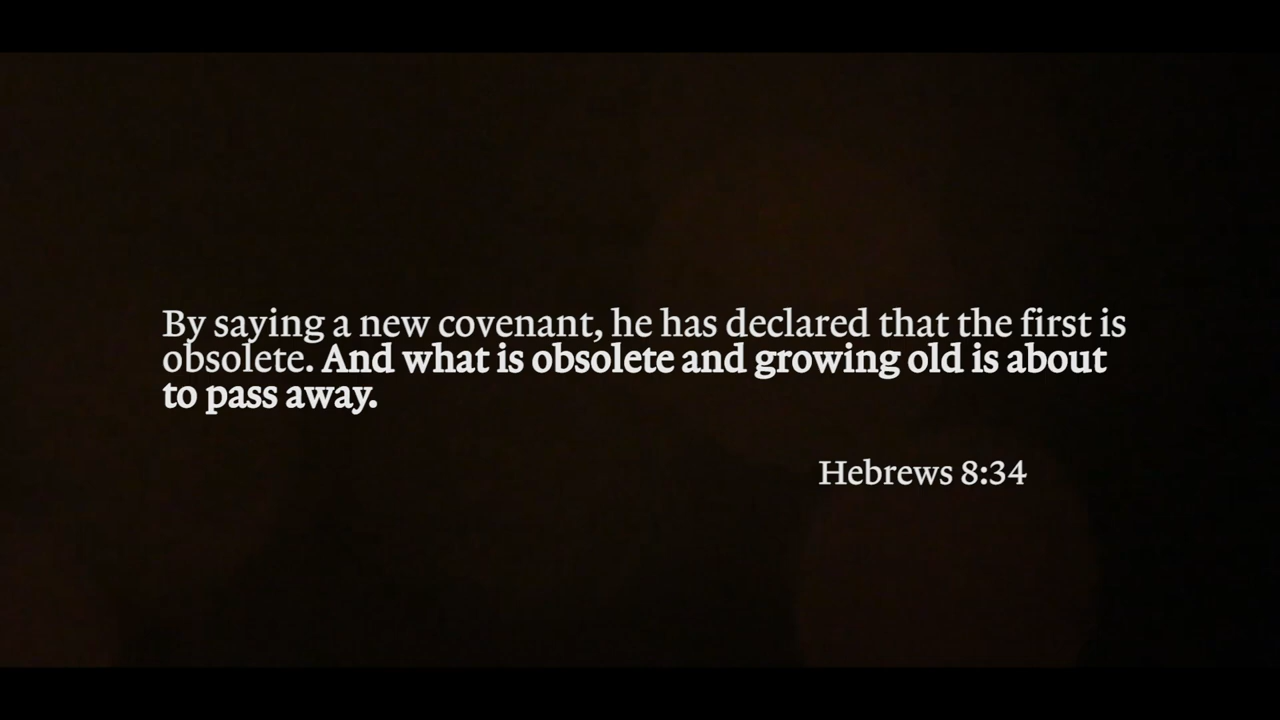 By saying a new covenant, he has declared that the first is
obsolete. And what is obsolete and growing old is about
to pass away.
Hebrews 8:34